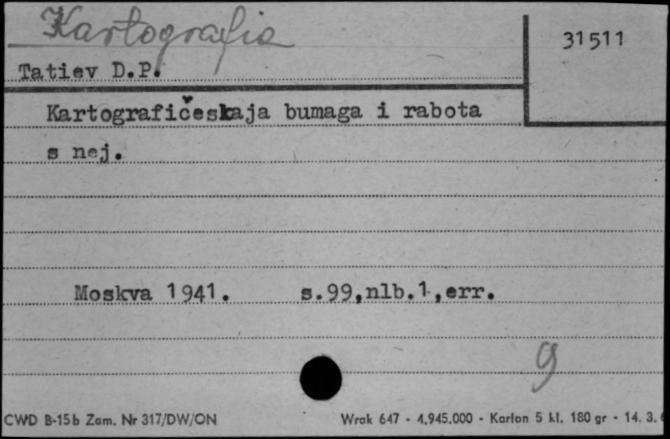 Kartografia
31511
Tatiev D.P.
Kartografičeskaja bumaga i rabota
s nej.
Moskva 1941. s.99,nlb.1,err.
9
CWD B-15b Zam. Nr 317/DW/ON Wrak 647 - 4.945.000 - Karton 5 kl. 180 gr - 14. 3.